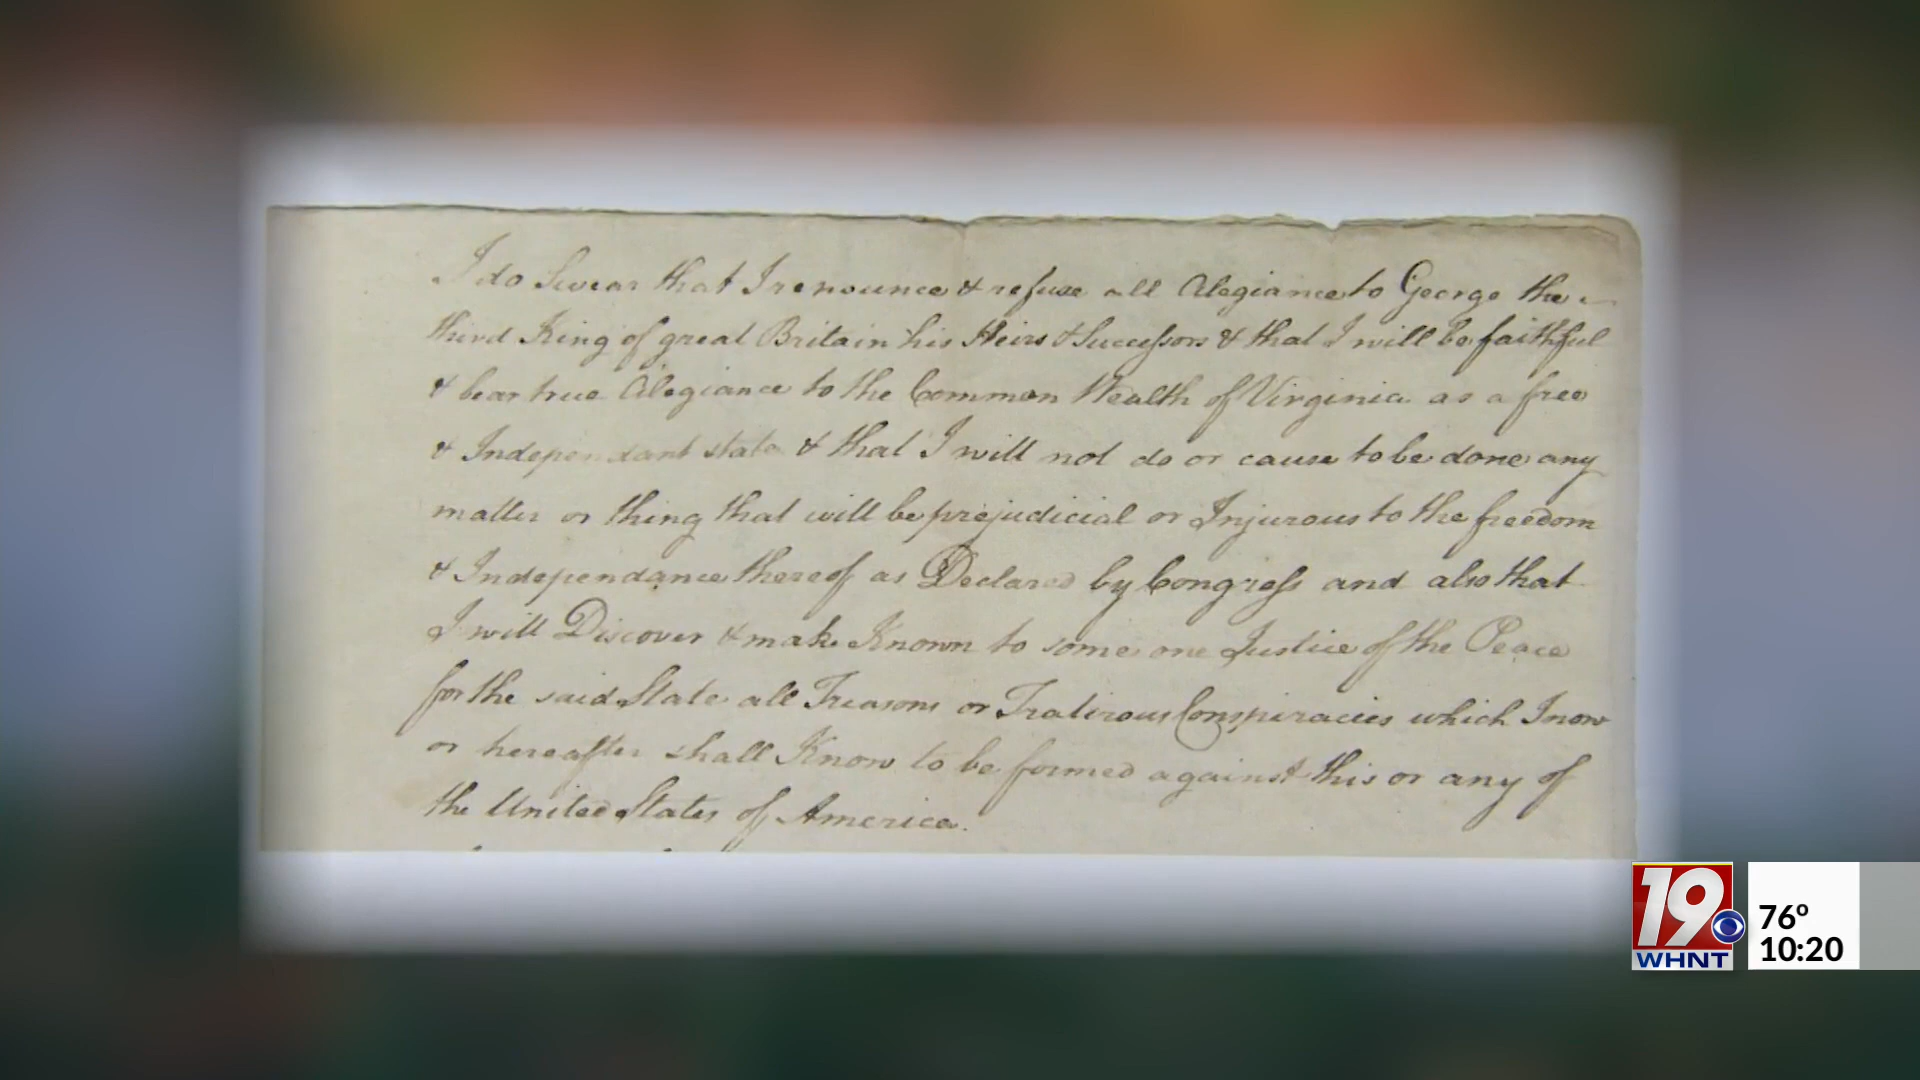 I do Swear that I renounce & refuse all Alegiance to George the
third King of great Britain his Heirs & Successors & that I will be faithful
& bear true Alegiance to the Common Wealth of Virginia as a free
& Independant state & that I will not do or cause to be done any
matter or thing that will be prejudicial or Injurous to the freedom
& Independance thereof as Declared by Congress and also that
I will Discover & make Known to some one Justice of the Peace
for the said State all Treasons or Tratirous Conspiracies which I now
or hereafter shall Know to be formed against this or any of
the United States of America.
19
WHNT
76º
10:20